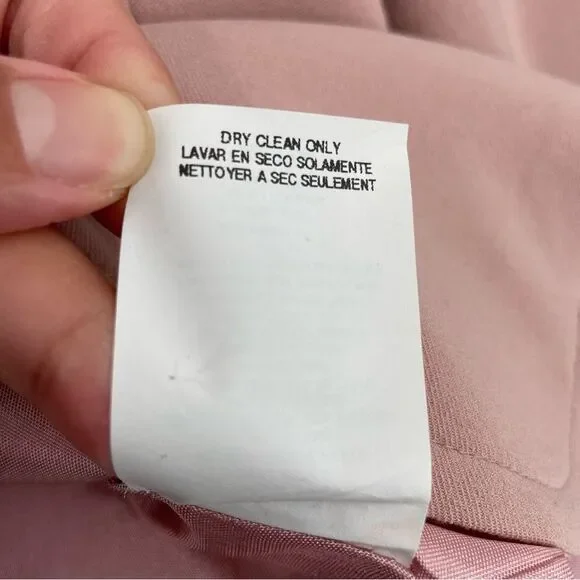 DRY CLEAN ONLY
LAVAR EN SECO SOLAMENTE
NETTOYER A SEC SEULEMENT